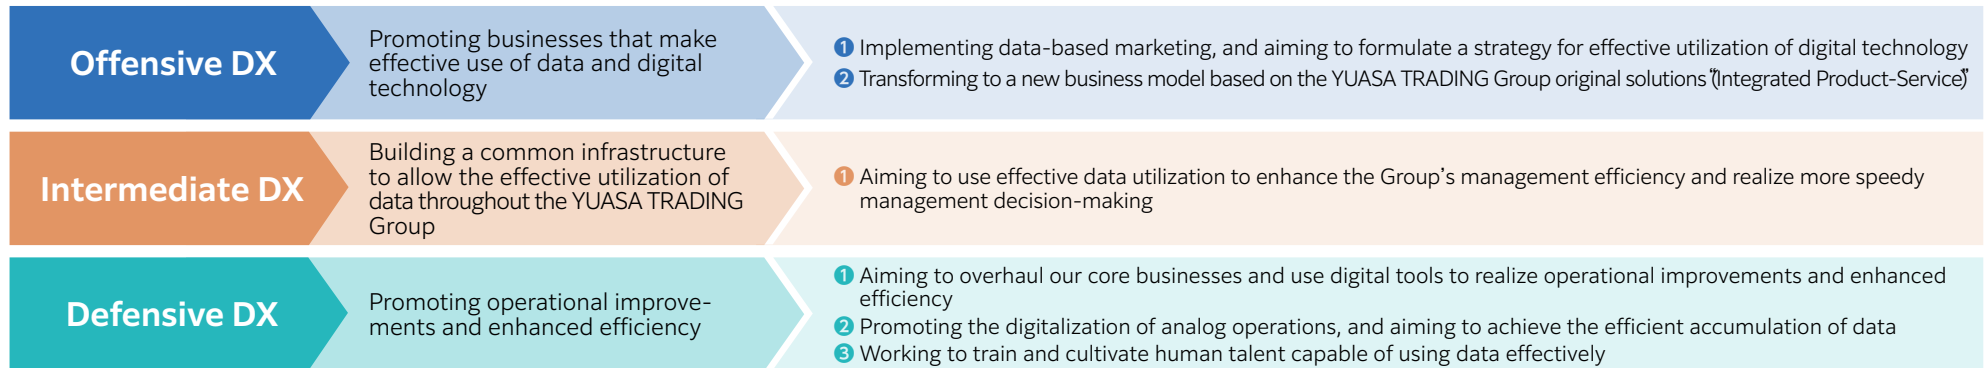 Offensive DX
Promoting businesses that make
effective use of data and digital
technology
❶ Implementing data-based marketing, and aiming to formulate a strategy for effective utilization of digital technology
❷ Transforming to a new business model based on the YUASA TRADING Group original solutions “(Integrated Product-Service)”
Intermediate DX
Building a common infrastructure
to allow the effective utilization of
data throughout the YUASA TRADING
Group
❶ Aiming to use effective data utilization to enhance the Group’s management efficiency and realize more speedy
management decision-making
Defensive DX
Promoting operational improve-
ments and enhanced efficiency
❶ Aiming to overhaul our core businesses and use digital tools to realize operational improvements and enhanced
efficiency
❷ Promoting the digitalization of analog operations, and aiming to achieve the efficient accumulation of data
❸ Working to train and cultivate human talent capable of using data effectively